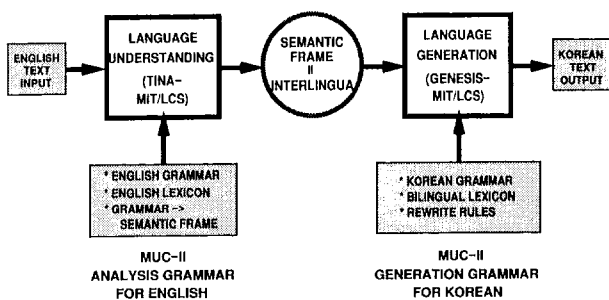 ENGLISH
TEXT
INPUT
LANGUAGE
UNDERSTANDING
(TINA-
MIT/LCS)
SEMANTIC
FRAME
II
INTERLINGUA
LANGUAGE
GENERATION
(GENESIS-
MIT/LCS)
KOREAN
TEXT
OUTPUT
* ENGLISH GRAMMAR
* ENGLISH LEXICON
* GRAMMAR ->
SEMANTIC FRAME
* KOREAN GRAMMAR
* BILINGUAL LEXICON
* REWRITE RULES
MUC-II
ANALYSIS GRAMMAR
FOR ENGLISH
MUC-II
GENERATION GRAMMAR
FOR KOREAN